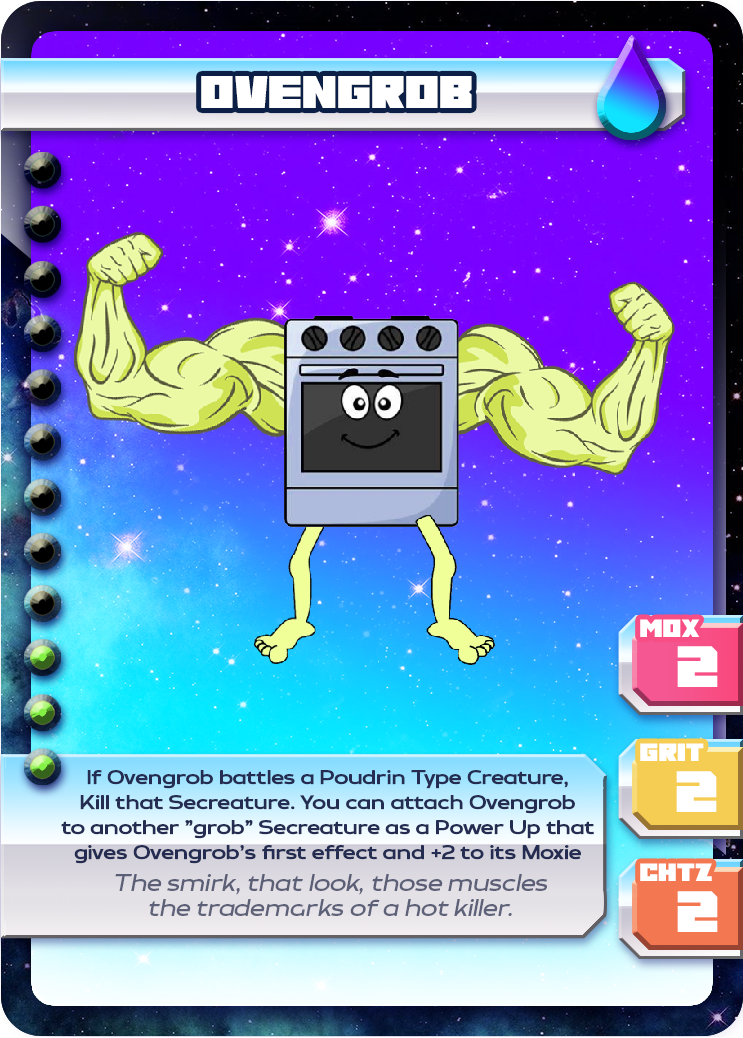 OVENGROB
MOX
2
GRIT
2
CHTZ
2
If Ovengrob battles a Poudrin Type Creature,
Kill that Secreature. You can attach Ovengrob
to another ”grob” Secreature as a Power Up that
gives Ovengrob's first effect and +2 to its Moxie
The smirk, that look, those muscles
the trademarks of a hot killer.